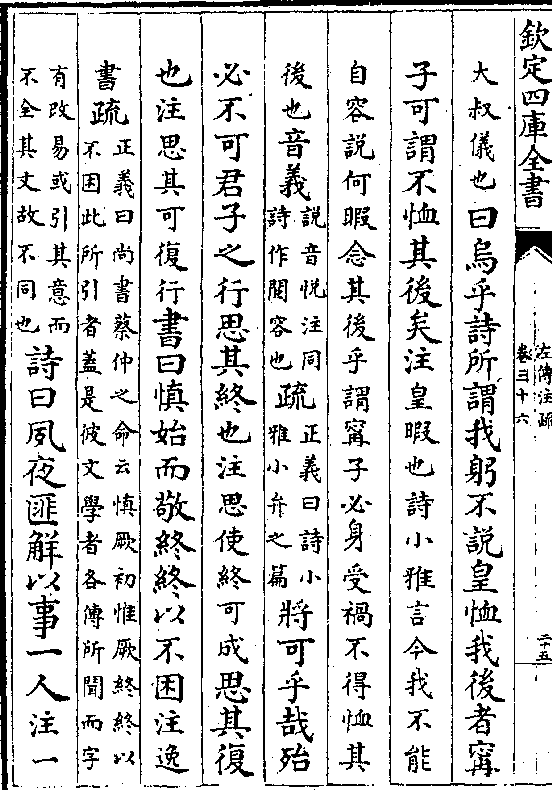 欽定四庫全書
左傳注疏
卷三十六
二十五
大叔儀也曰烏乎詩所謂我躬不說皇恤我後者甯
子可謂不恤其後矣注皇暇也詩小雅言今我不能
自容說何暇念其後乎謂甯子必身受禍不得恤其
後也音義說音悅注同
詩作閱容也疏正義曰詩小
雅小弁之篇將可乎哉殆
必不可君子之行思其終也注思使終可成思其復
也注思其可復行書曰慎始而敬終終以不困注逸
書疏正義曰尚書蔡仲之命云慎厥初惟厥終終以
不困此所引者蓋是彼文學者各傳所聞而字
有改易或引其意而
不全其文故不同也詩曰夙夜匪解以事一人注一